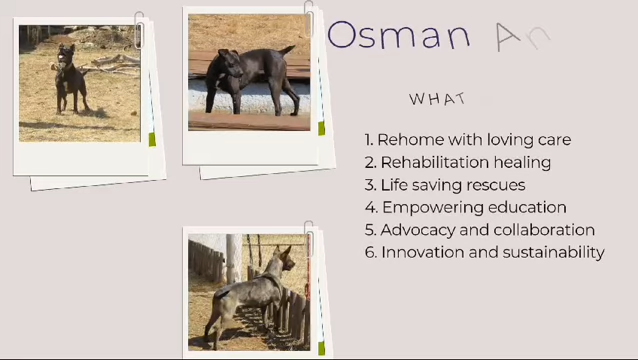 Osman An
WHAT
1. Rehome with loving care
2. Rehabilitation healing
3. Life saving rescues
4. Empowering education
5. Advocacy and collaboration
6. Innovation and sustainability